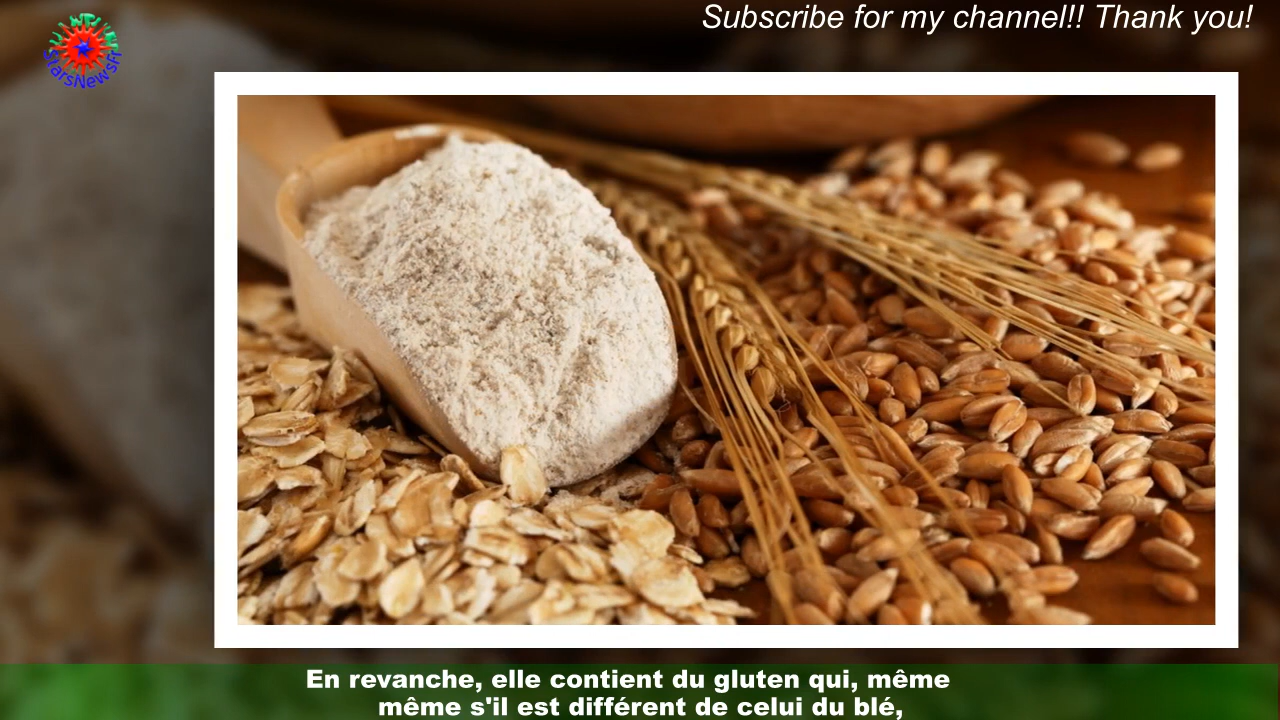 Subscribe for my channel!! Thank you!
StarsNewsFr
En revanche, elle contient du gluten qui, même
même s'il est différent de celui du blé,